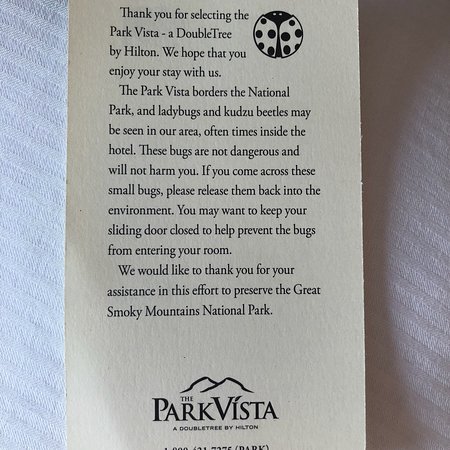 Thank you for selecting the
Park Vista - a DoubleTree
by Hilton. We hope that you
enjoy your stay with us.
The Park Vista borders the National
Park, and ladybugs and kudzu beetles may
be seen in our area, often times inside the
hotel. These bugs are not dangerous and
will not harm you. If you come across these
small bugs, please release them back into the
environment. You may want to keep your
sliding door closed to help prevent the bugs
from entering your room.
We would like to thank you for your
assistance in this effort to preserve the Great
Smoky Mountains National Park.
THE
PARK VISTA
A DOUBLETREE BY HILTON
(PARK)